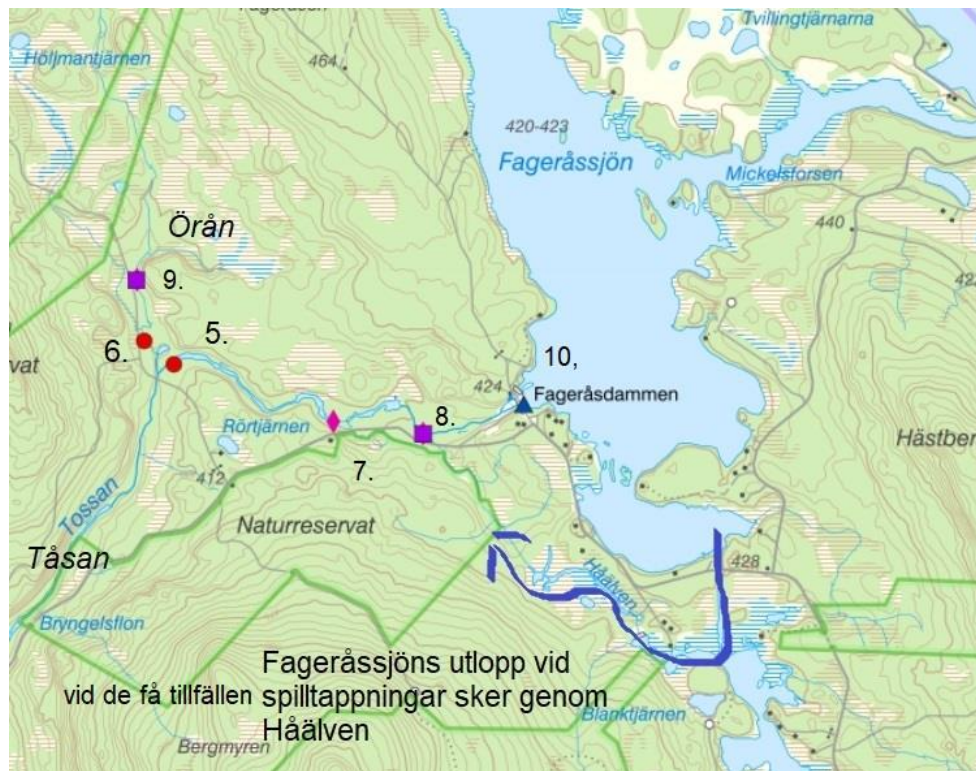 Tvillingtjärnarna
Höljmantjärnen
464
420-423
Fageråssjön
Mickelsforsen
440
Örån
9.
5.
6.
vat
10,
424
Fageråsdammen
8.
Rörtjärnen
412
7.
Hästber
Tossan
Naturreservat
Tåsan
428
Håälven
Bryngelsflon
Fageråssjöns utlopp vid
vid de få tillfällen spilltappningar sker genom
Håälven
Blanktjärnen
Bergmyren